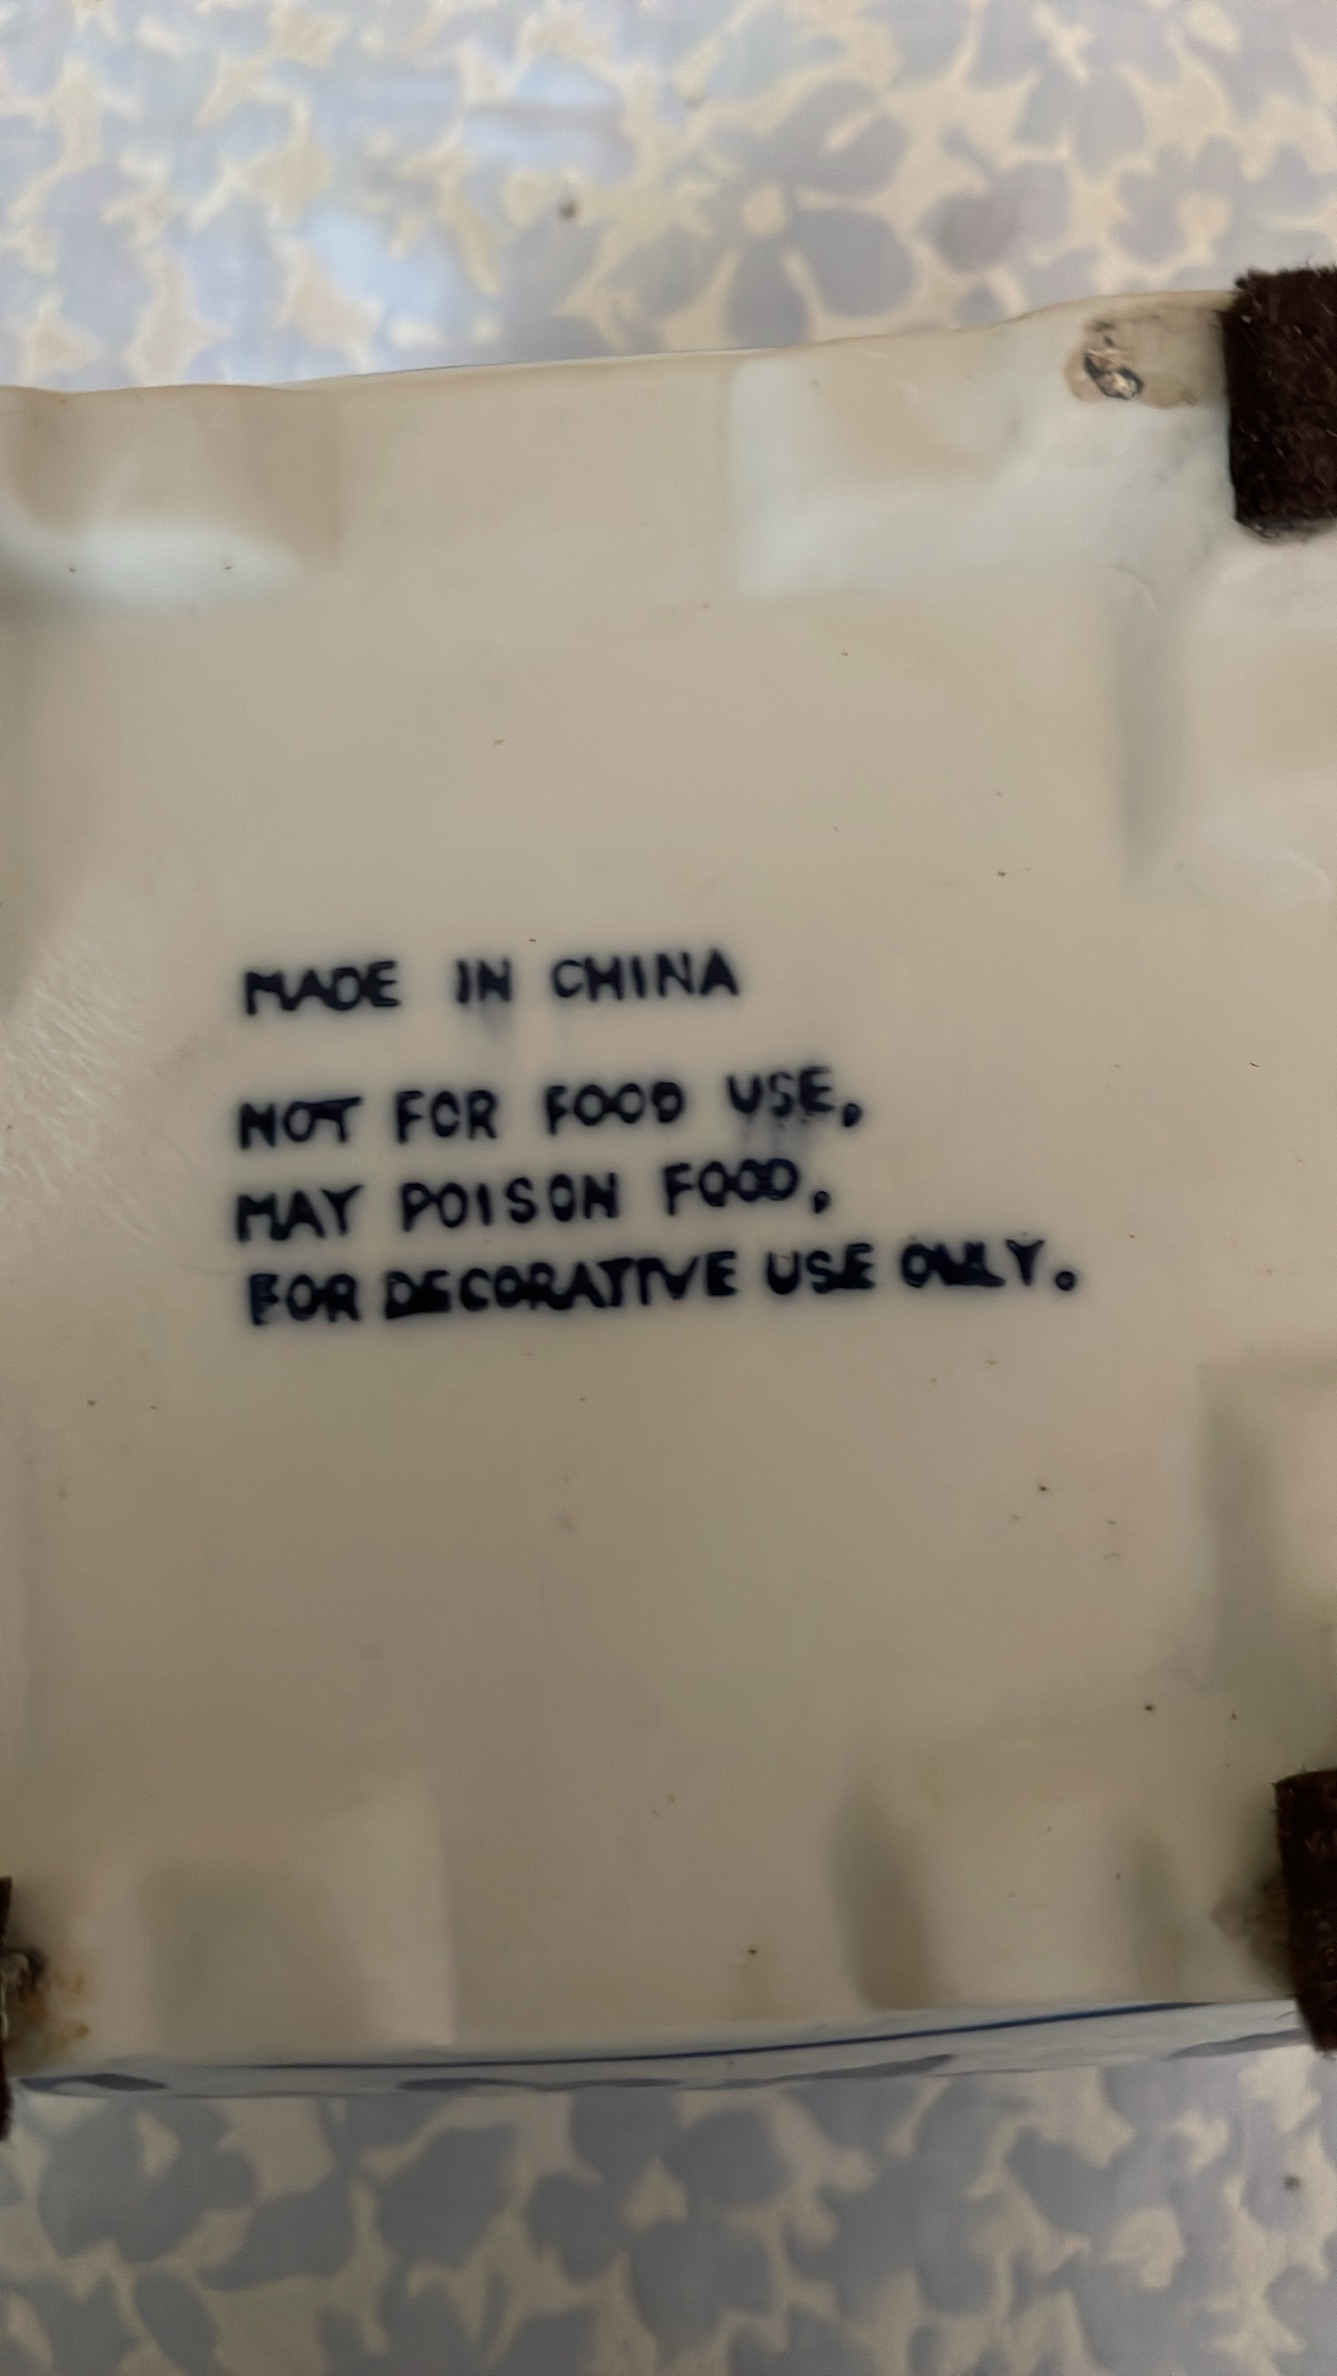 MADE IN CHINA
NOT FOR FOOD USE,
MAY POISON FOOD,
FOR DECORATIVE USE ONLY.